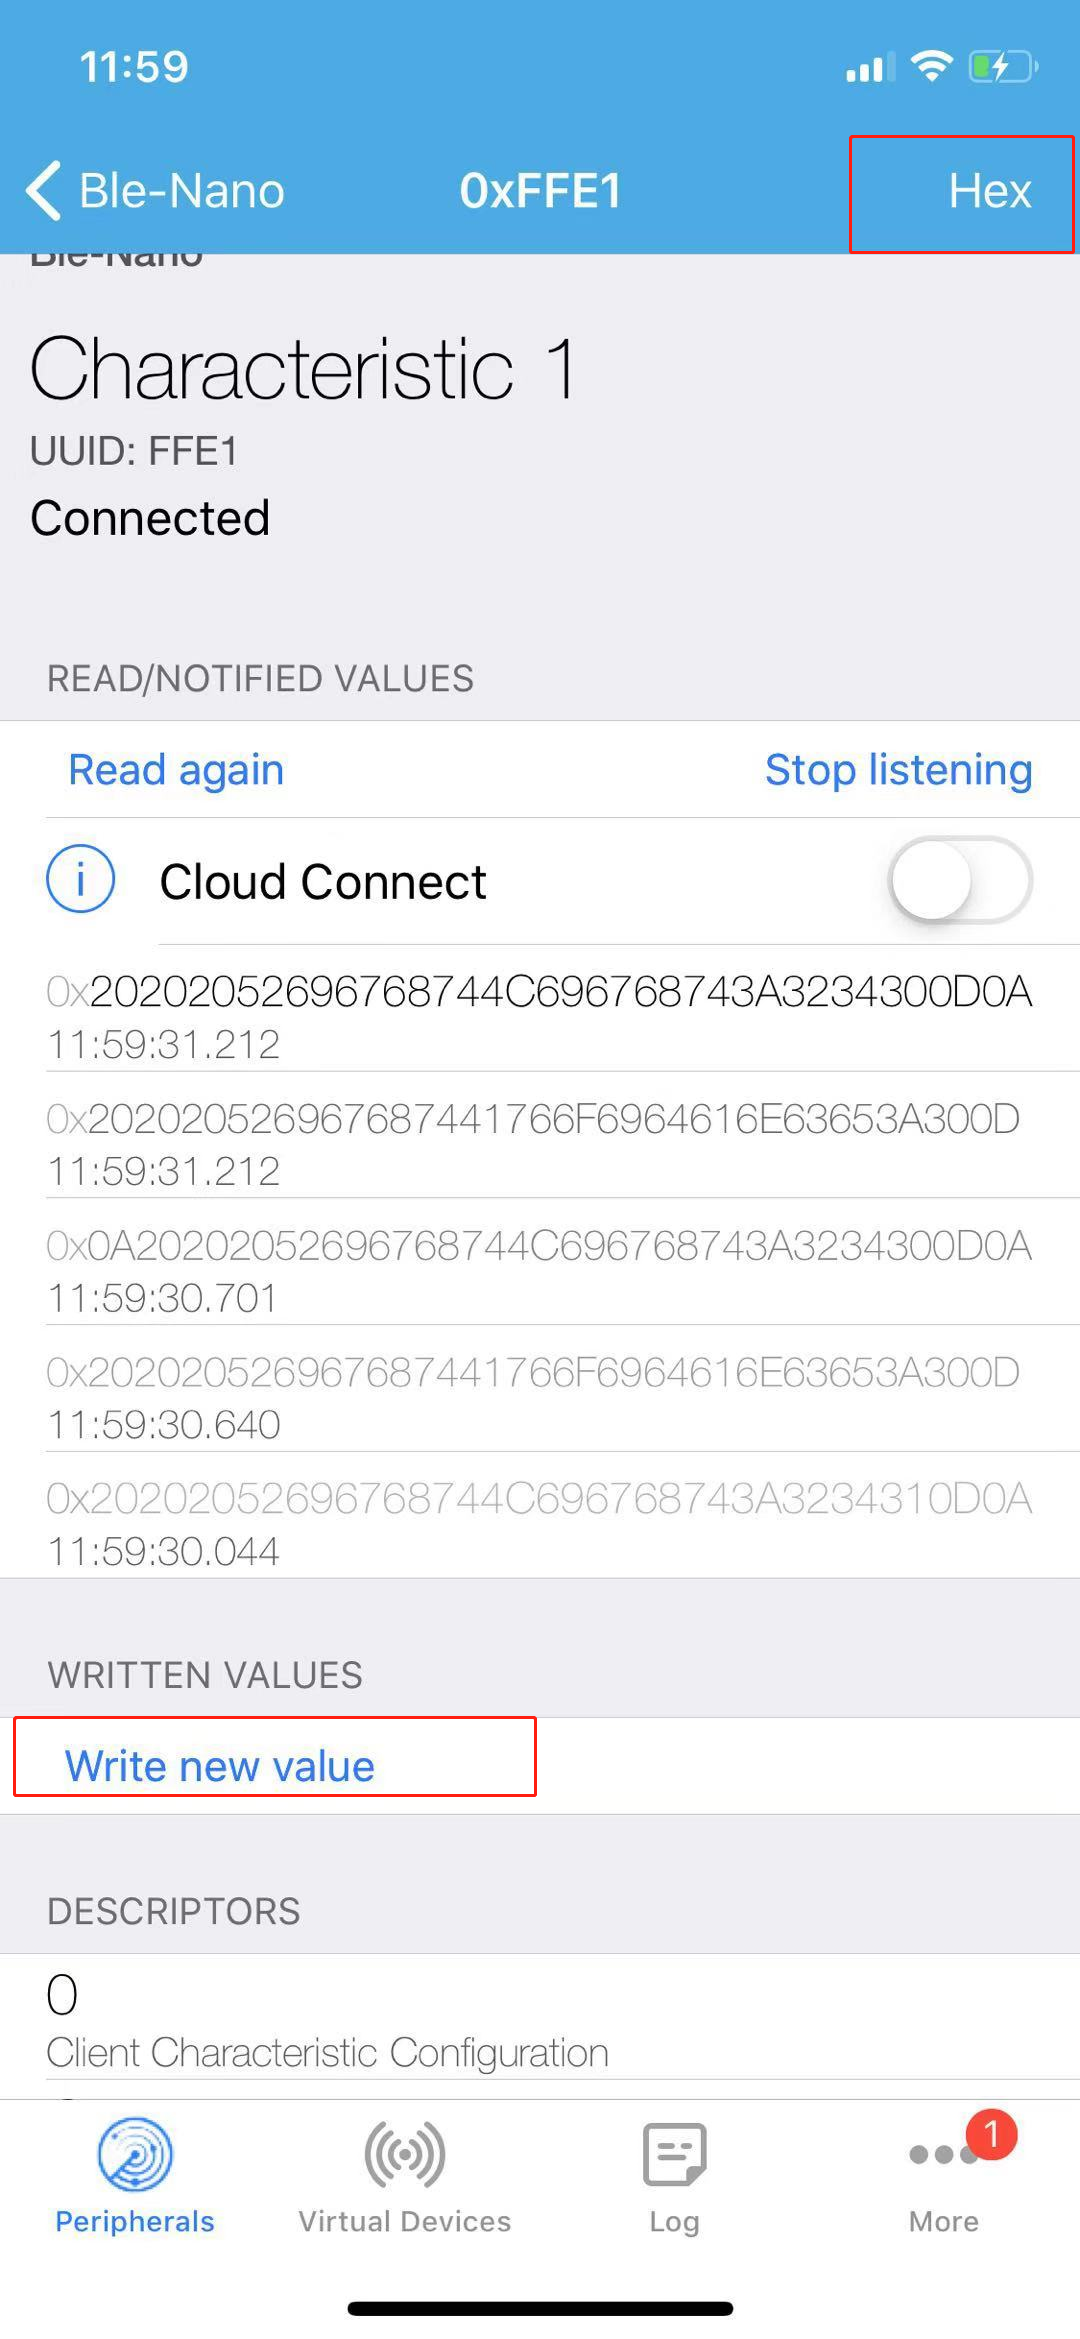 11:59
Ble-Nano 0xFFE1 Hex
Ble-Nano
Characteristic 1
UUID: FFE1
Connected
READ/NOTIFIED VALUES
Read again Stop listening
i Cloud Connect
0x20202052696768744C696768743A3234300D0A
11:59:31.212
0x202020526967687441766F6964616E63653A300D
11:59:31.212
0x0A20202052696768744C696768743A3234300D0A
11:59:30.701
0x202020526967687441766F6964616E63653A300D
11:59:30.640
0x20202052696768744C696768743A3234310D0A
11:59:30.044
WRITTEN VALUES
Write new value
DESCRIPTORS
0
Client Characteristic Configuration
1
Peripherals Virtual Devices Log More